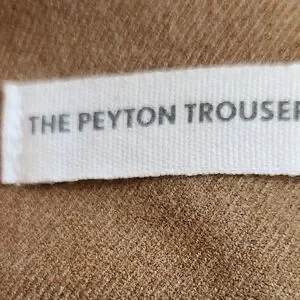 THE PEYTON TROUSER